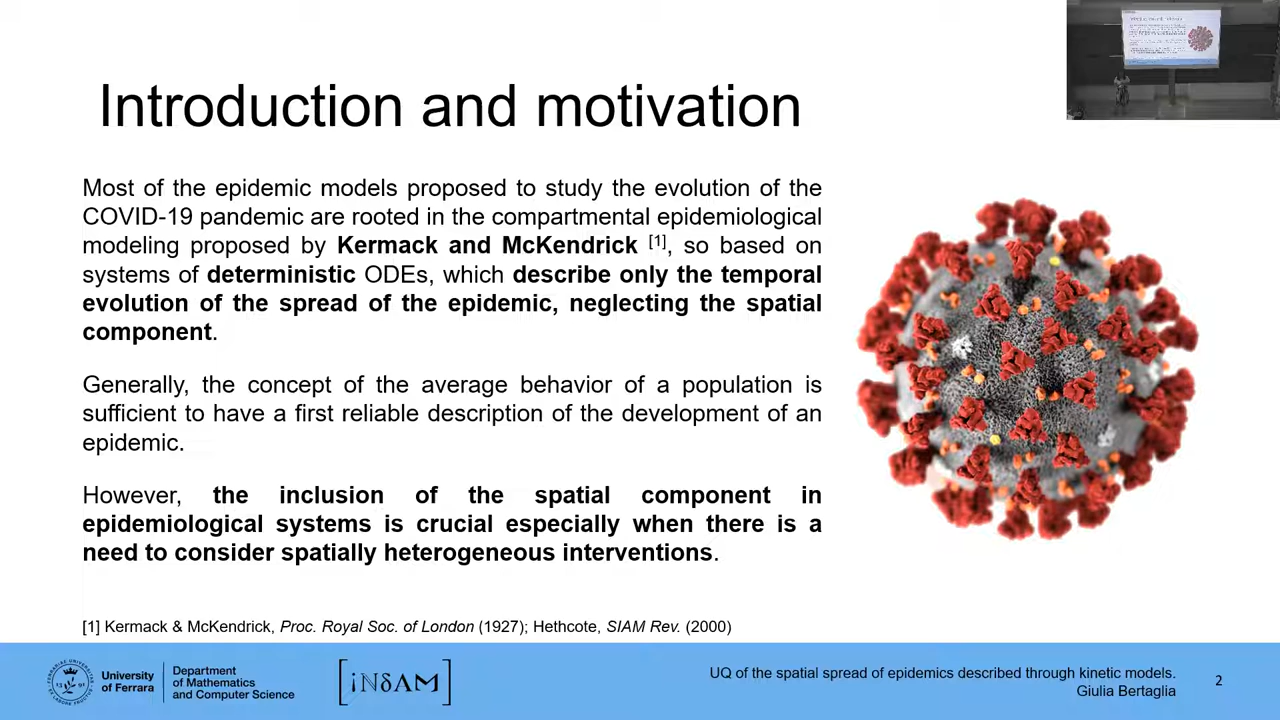 Introduction and motivation
Most of the epidemic models proposed to study the evolution of the
COVID-19 pandemic are rooted in the compartmental epidemiological
modeling proposed by Kermack and McKendrick [1], so based on
systems of deterministic ODEs, which describe only the temporal
evolution of the spread of the epidemic, neglecting the spatial
component.
Generally, the concept of the average behavior of a population is
sufficient to have a first reliable description of the development of an
epidemic.
However, the inclusion of the spatial component in
epidemiological systems is crucial especially when there is a
need to consider spatially heterogeneous interventions.
[1] Kermack & McKendrick, Proc. Royal Soc. of London (1927); Hethcote, SIAM Rev. (2000)
University
of Ferrara
Department
of Mathematics
and Computer Science
iNδAM
UQ of the spatial spread of epidemics described through kinetic models.
Giulia Bertaglia
2